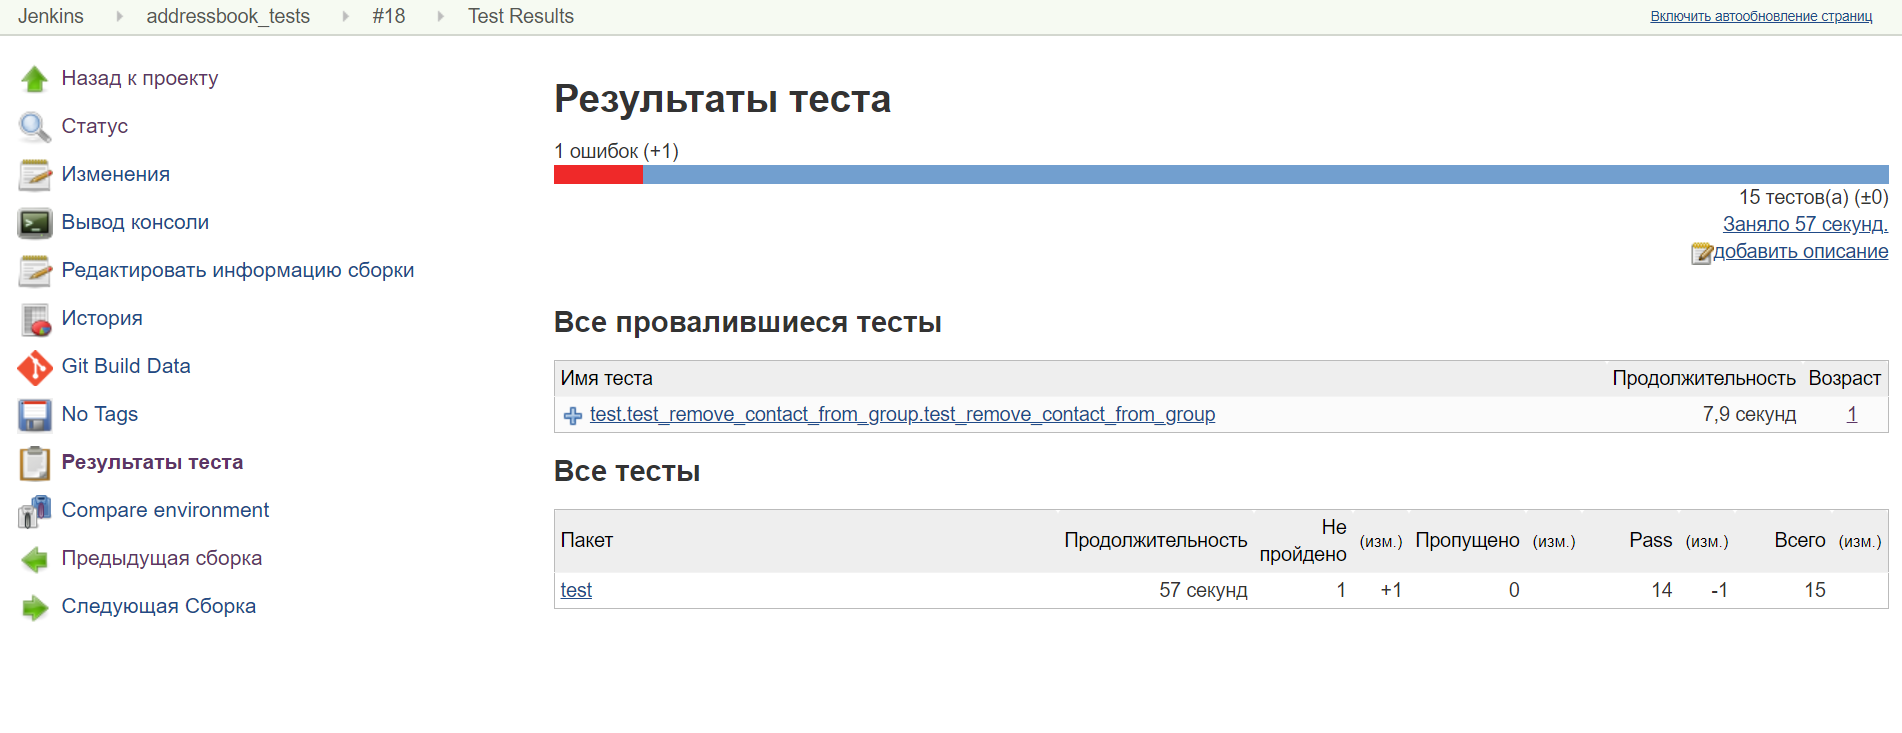 Jenkins addressbook_tests #18 Test Results Включить автообновление страниц
Назад к проекту
Статус
Изменения
Вывод консоли
Редактировать информацию сборки
История
Git Build Data
No Tags
Результаты теста
Compare environment
Предыдущая сборка
Следующая Сборка
Результаты теста
1 ошибок (+1)
15 тестов(а) (±0)
Заняло 57 секунд.
добавить описание
Все провалившиеся тесты
Имя теста Продолжительность Возраст
test.test_remove_contact_from_group.test_remove_contact_from_group 7,9 секунд 1
Все тесты
Пакет Продолжительность Не пройдено (изм.) Пропущено (изм.) Pass (изм.) Всего (изм.)
test 57 секунд 1 +1 0 14 -1 15